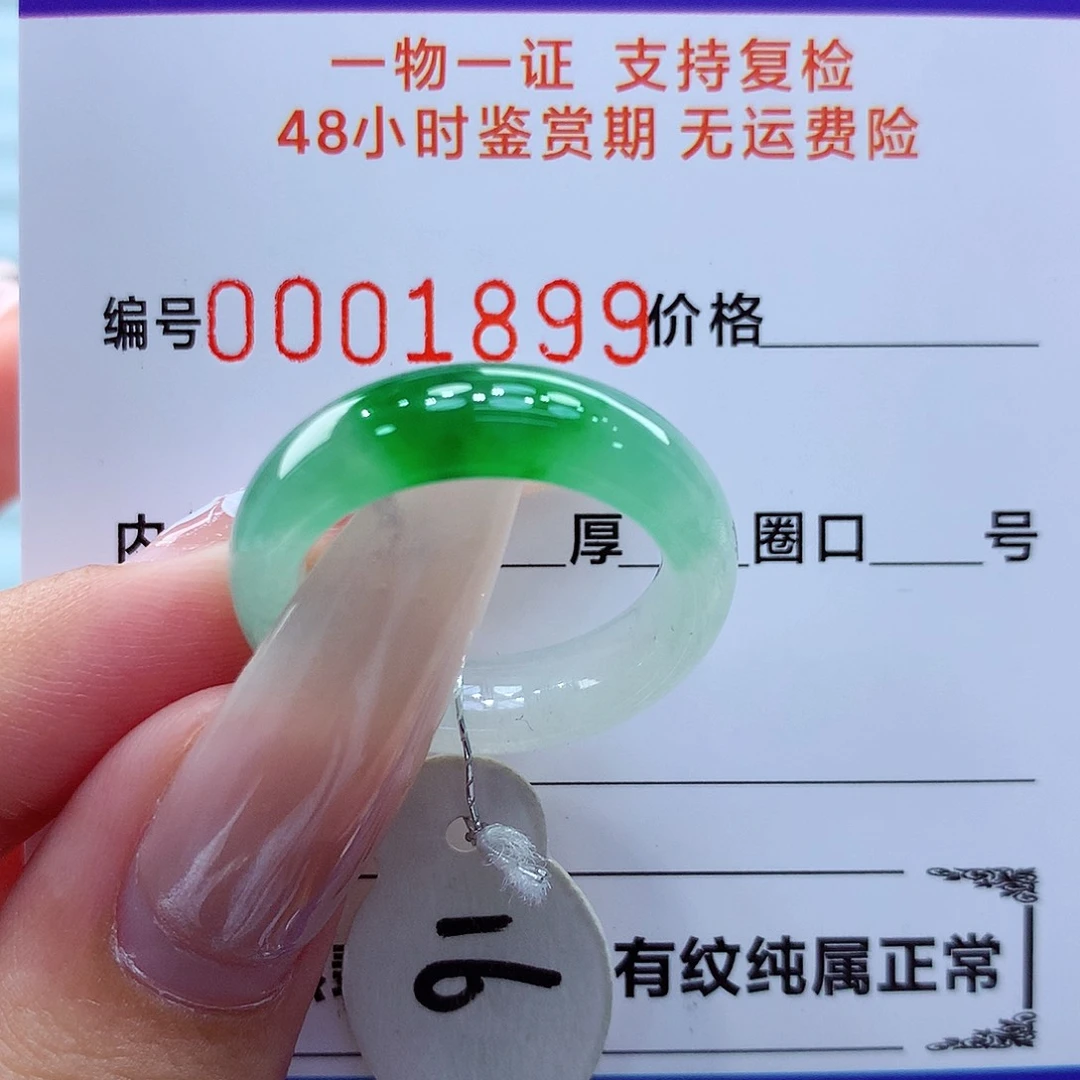 一物一证 支持复检
48小时鉴赏期 无运费险
编号0001899价格
内 厚 圈口 号
有纹纯属正常
16